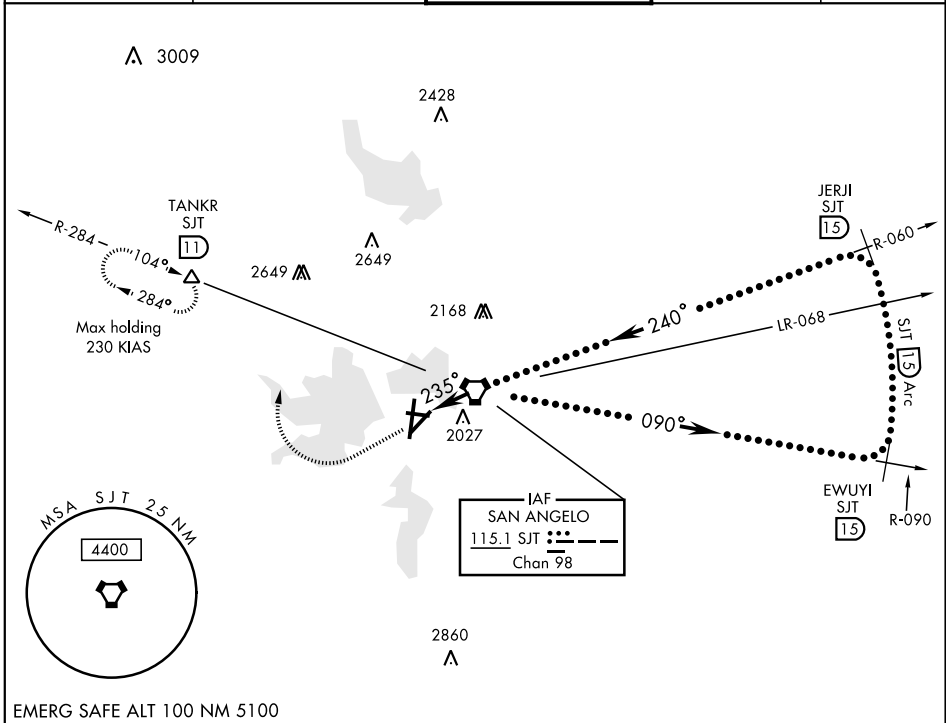 3009
2428
TANKR
SJT
11
R-284
104°
284°
Max holding
230 KIAS
2649
2649
2168
JERJI
SJT
15
R-060
240°
LR-068
SJT 15 Arc
235°
2027
090°
EWUYI
SJT
15
R-090
IAF
SAN ANGELO
115.1 SJT
Chan 98
MSA SJT 25 NM
4400
2860
EMERG SAFE ALT 100 NM 5100